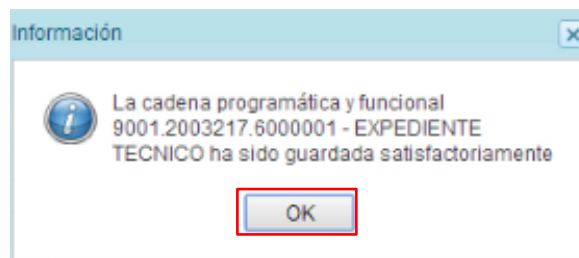 Información
La cadena programática y funcional
9001.2003217.6000001 - EXPEDIENTE
TECNICO ha sido guardada satisfactoriamente
OK